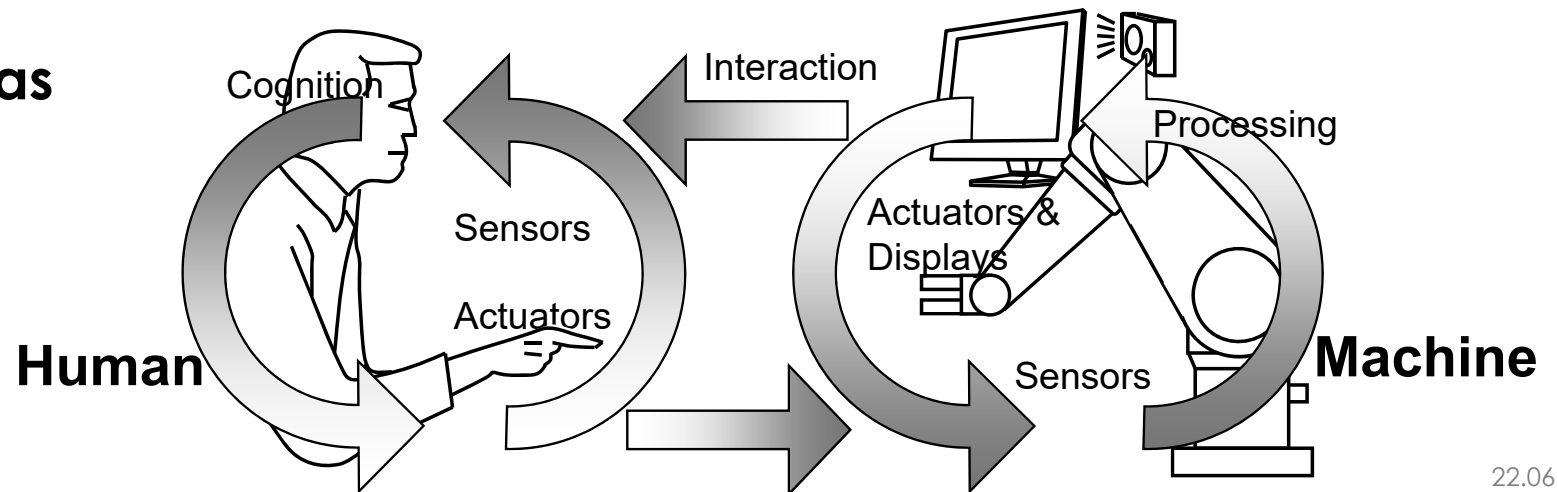 as
Cognition
Interaction
Processing
Sensors
Actuators &
Displays
Actuators
Human
Sensors
Machine
22.06